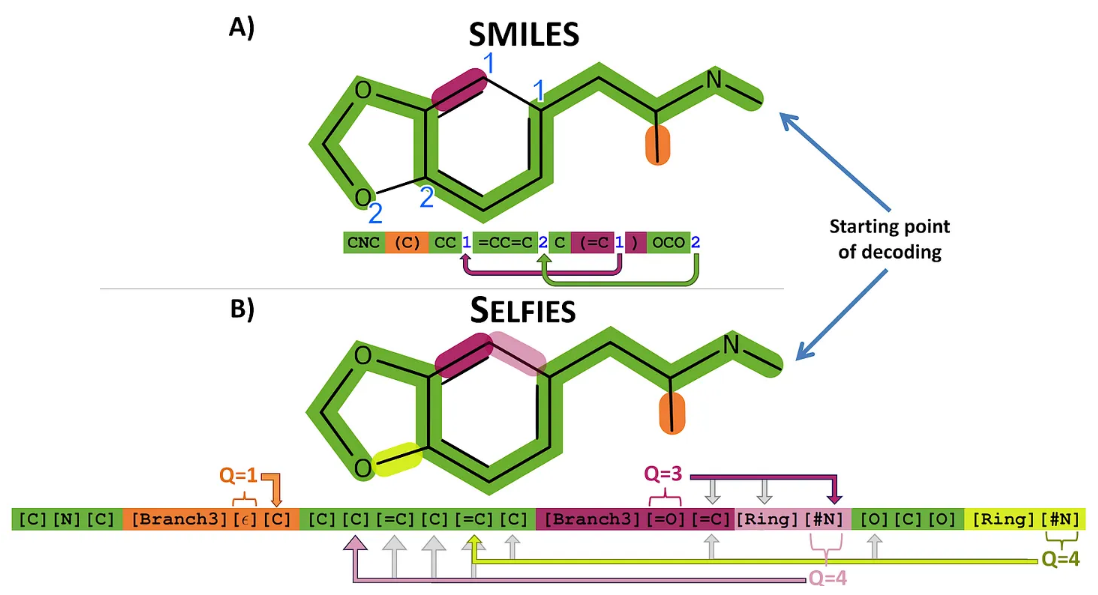 A)
SMILES
1
1
O
N
O
2
2
CNC (C) CC 1 =CC=C 2 C (=C 1 ) OCO 2
Starting point
of decoding
B)
SELFIES
O
N
O
Q=1
Q=3
[C][N][C] [Branch3][ϵ][C] [C][C][=C][C][=C][C] [Branch3][=O][=C] [Ring][#N] [O][C][O] [Ring][#N]
Q=4
Q=4